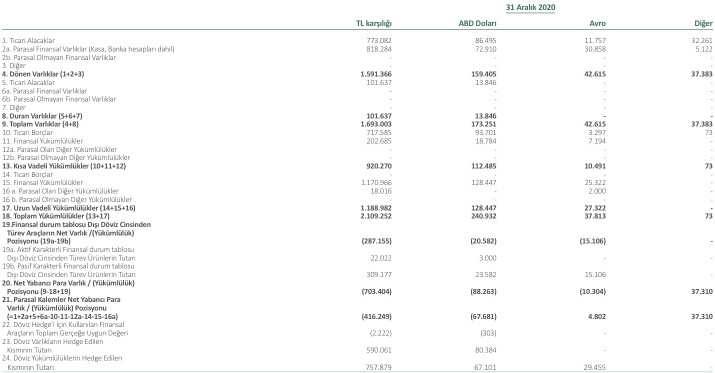 31 Aralık 2020
TL karşılığı ABD Doları Avro Diğer
1. Ticari Alacaklar 773.082 86.495 11.757 32.261
2a. Parasal Finansal Varlıklar (Kasa, Banka hesapları dahil) 818.284 72.910 30.858 5.122
2b. Parasal Olmayan Finansal Varlıklar - - - -
3. Diğer - - - -
4. Dönen Varlıklar (1+2+3) 1.591.366 159.405 42.615 37.383
5. Ticari Alacaklar 101.637 13.846 - -
6a. Parasal Finansal Varlıklar - - - -
6b. Parasal Olmayan Finansal Varlıklar - - - -
7. Diğer - - - -
8. Duran Varlıklar (5+6+7) 101.637 13.846 - -
9. Toplam Varlıklar (4+8) 1.693.003 173.251 42.615 37.383
10. Ticari Borçlar 717.585 93.701 3.297 73
11. Finansal Yükümlülükler 202.685 18.784 7.194 -
12a. Parasal Olan Diğer Yükümlülükler - - - -
12b. Parasal Olmayan Diğer Yükümlülükler - - - -
13. Kısa Vadeli Yükümlülükler (10+11+12) 920.270 112.485 10.491 73
14. Ticari Borçlar - - - -
15. Finansal Yükümlülükler 1.170.966 128.447 25.322 -
16 a. Parasal Olan Diğer Yükümlülükler 18.016 - 2.000 -
16 b. Parasal Olmayan Diğer Yükümlülükler - - - -
17. Uzun Vadeli Yükümlülükler (14+15+16) 1.188.982 128.447 27.322 -
18. Toplam Yükümlülükler (13+17) 2.109.252 240.932 37.813 73
19.Finansal durum tablosu Dışı Döviz Cinsinden
Türev Araçların Net Varlık /(Yükümlülük)
Pozisyonu (19a-19b) (287.155) (20.582) (15.106) -
19a. Aktif Karakterli Finansal durum tablosu
Dışı Döviz Cinsinden Türev Ürünlerin Tutarı 22.022 3.000 - -
19b. Pasif Karakterli Finansal durum tablosu
Dışı Döviz Cinsinden Türev Ürünlerin Tutarı 309.177 23.582 15.106 -
20. Net Yabancı Para Varlık / (Yükümlülük)
Pozisyonu (9-18+19) (703.404) (88.263) (10.304) 37.310
21. Parasal Kalemler Net Yabancı Para
Varlık / (Yükümlülük) Pozisyonu
(=1+2a+5+6a-10-11-12a-14-15-16a) (416.249) (67.681) 4.802 37.310
22. Döviz Hedge'i İçin Kullanılan Finansal
Araçların Toplam Gerçeğe Uygun Değeri (2.222) (303) - -
23. Döviz Varlıkların Hedge Edilen
Kısmının Tutarı 590.061 80.384 - -
24. Döviz Yükümlülüklerin Hedge Edilen
Kısmının Tutarı 757.879 67.101 29.455 -